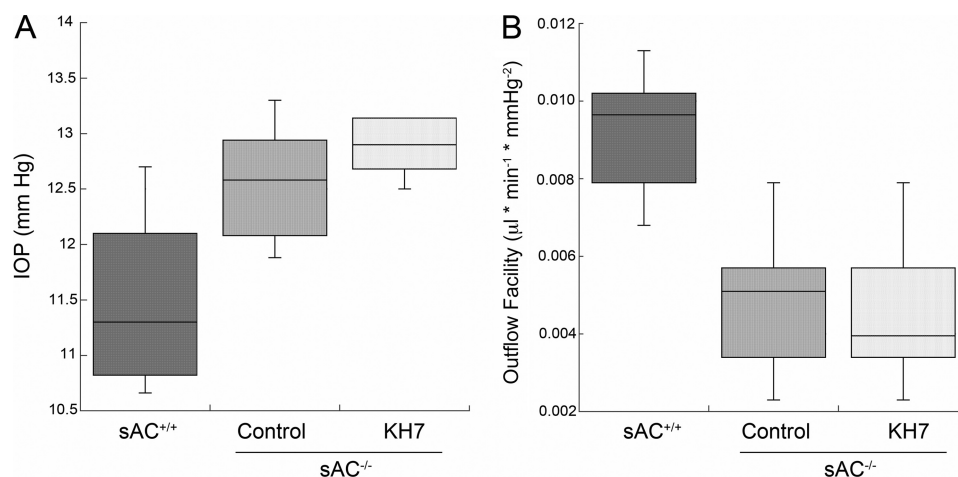 A
IOP (mm Hg)
14
13.5
13
12.5
12
11.5
11
10.5
sAC+/+
Control
KH7
sAC-/-
B
Outflow Facility (μl * min-1 * mmHg-2)
0.012
0.010
0.008
0.006
0.004
0.002
sAC+/+
Control
KH7
sAC-/-